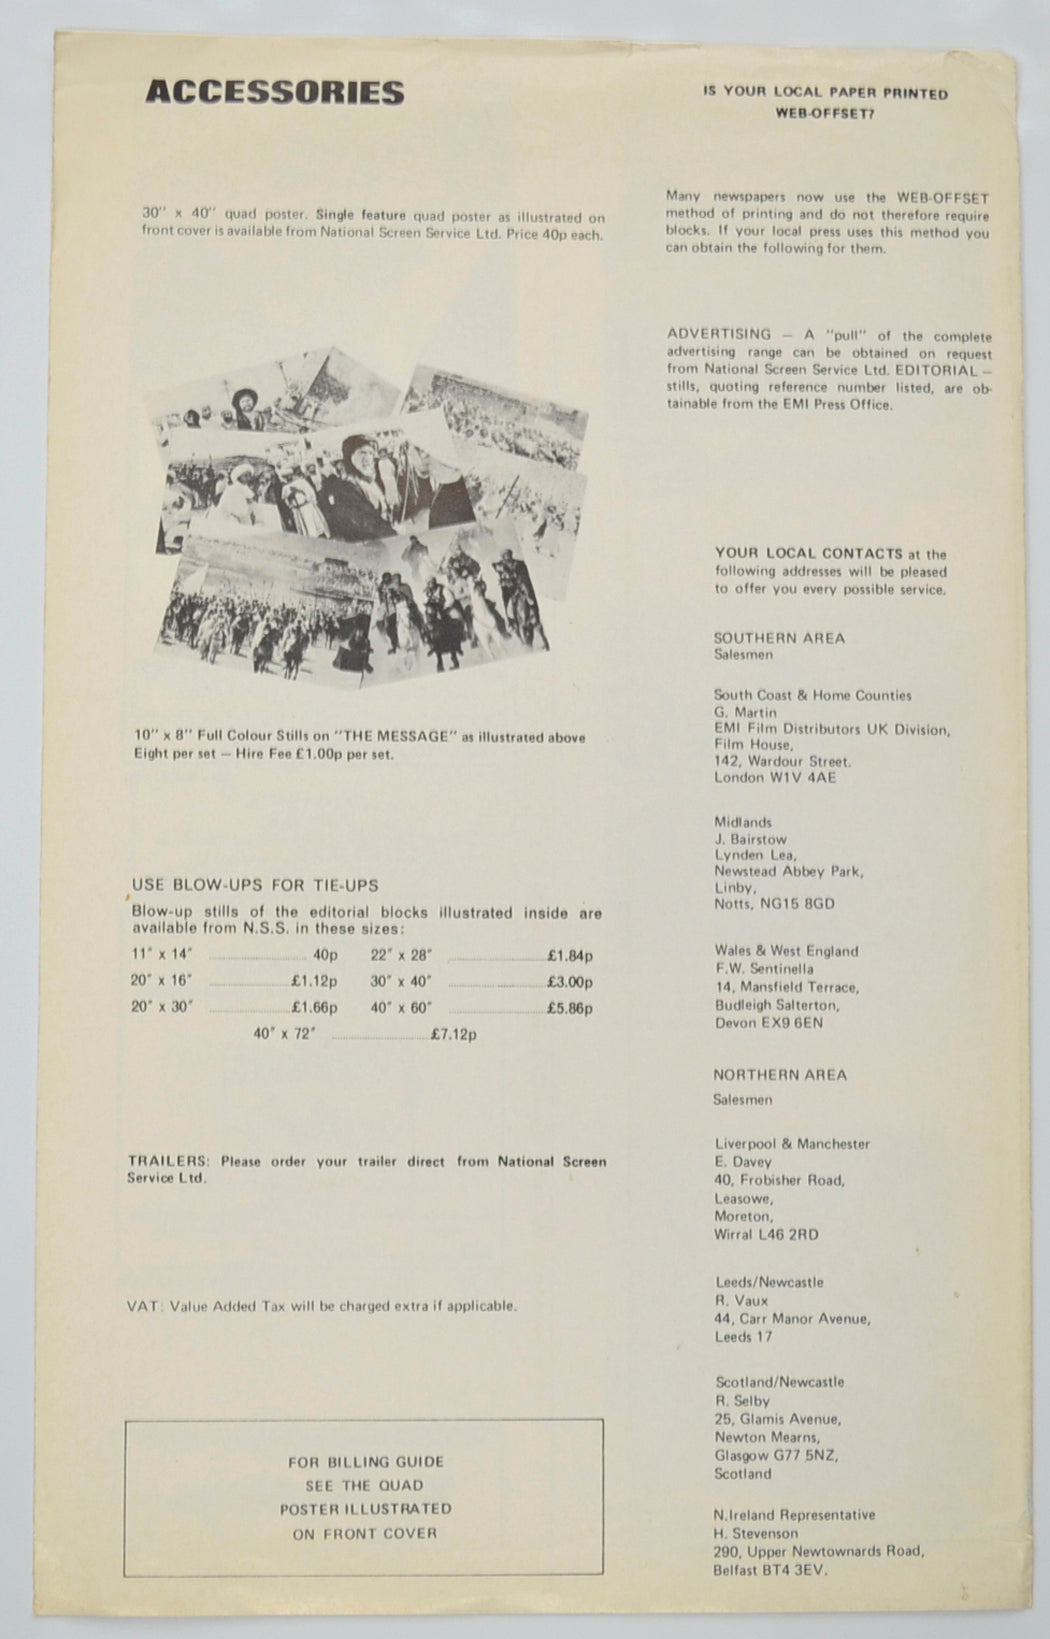 ACCESSORIES
30" x 40" quad poster. Single feature quad poster as illustrated on
front cover is available from National Screen Service Ltd. Price 40p each.
10" x 8" Full Colour Stills on "THE MESSAGE" as illustrated above
Eight per set — Hire Fee £1.00p per set.
USE BLOW-UPS FOR TIE-UPS
Blow-up stills of the editorial blocks illustrated inside are
available from N.S.S. in these sizes:
11" x 14" .................... 40p 22" x 28" .................... £1.84p
20" x 16" .................... £1.12p 30" x 40" .................... £3.00p
20" x 30" .................... £1.66p 40" x 60" .................... £5.86p
40" x 72" .................... £7.12p
TRAILERS: Please order your trailer direct from National Screen
Service Ltd.
VAT: Value Added Tax will be charged extra if applicable.
FOR BILLING GUIDE
SEE THE QUAD
POSTER ILLUSTRATED
ON FRONT COVER
IS YOUR LOCAL PAPER PRINTED
WEB-OFFSET?
Many newspapers now use the WEB-OFFSET
method of printing and do not therefore require
blocks. If your local press uses this method you
can obtain the following for them.
ADVERTISING — A "pull" of the complete
advertising range can be obtained on request
from National Screen Service Ltd. EDITORIAL —
stills, quoting reference number listed, are ob-
tainable from the EMI Press Office.
YOUR LOCAL CONTACTS at the
following addresses will be pleased
to offer you every possible service.
SOUTHERN AREA
Salesmen
South Coast & Home Counties
G. Martin
EMI Film Distributors UK Division,
Film House,
142, Wardour Street.
London W1V 4AE
Midlands
J. Bairstow
Lynden Lea,
Newstead Abbey Park,
Linby,
Notts, NG15 8GD
Wales & West England
F.W. Sentinella
14, Mansfield Terrace,
Budleigh Salterton,
Devon EX9 6EN
NORTHERN AREA
Salesmen
Liverpool & Manchester
E. Davey
40, Frobisher Road,
Leasowe,
Moreton,
Wirral L46 2RD
Leeds/Newcastle
R. Vaux
44, Carr Manor Avenue,
Leeds 17
Scotland/Newcastle
R. Selby
25, Glamis Avenue,
Newton Mearns,
Glasgow G77 5NZ,
Scotland
N.Ireland Representative
H. Stevenson
290, Upper Newtownards Road,
Belfast BT4 3EV.